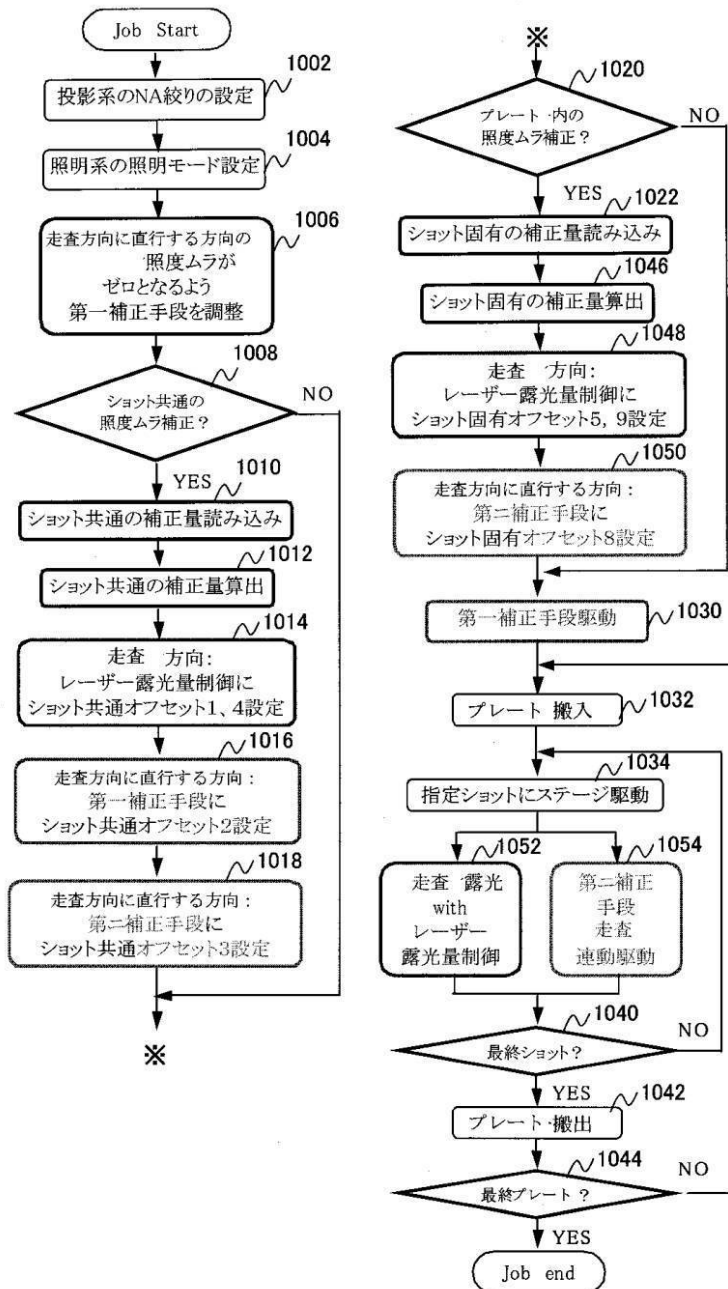 Job Start
1002
投影系のNA絞りの設定
1004
照明系の照明モード設定
1006
走査方向に直行する方向の
照度ムラが
ゼロとなるよう
第一補正手段を調整
1008
ショット共通の
照度ムラ補正？
NO
YES
1010
ショット共通の補正量読み込み
1012
ショット共通の補正量算出
1014
走査 方向：
レーザー露光量制御に
ショット共通オフセット1、4設定
1016
走査方向に直行する方向：
第一補正手段に
ショット共通オフセット2設定
1018
走査方向に直行する方向：
第二補正手段に
ショット共通オフセット3設定
※
※
1020
プレート 内の
照度ムラ補正？
NO
YES
1022
ショット固有の補正量読み込み
1046
ショット固有の補正量算出
1048
走査 方向：
レーザー露光量制御に
ショット固有オフセット5，9設定
1050
走査方向に直行する方向：
第二補正手段に
ショット固有オフセット8設定
第一補正手段駆動
1030
プレート 搬入
1032
1034
指定ショットにステージ駆動
1052
走査 露光
with
レーザー
露光量制御
1054
第二補正
手段
走査
連動駆動
1040
最終ショット？
NO
YES
1042
プレート 搬出
1044
最終プレート？
NO
YES
Job end